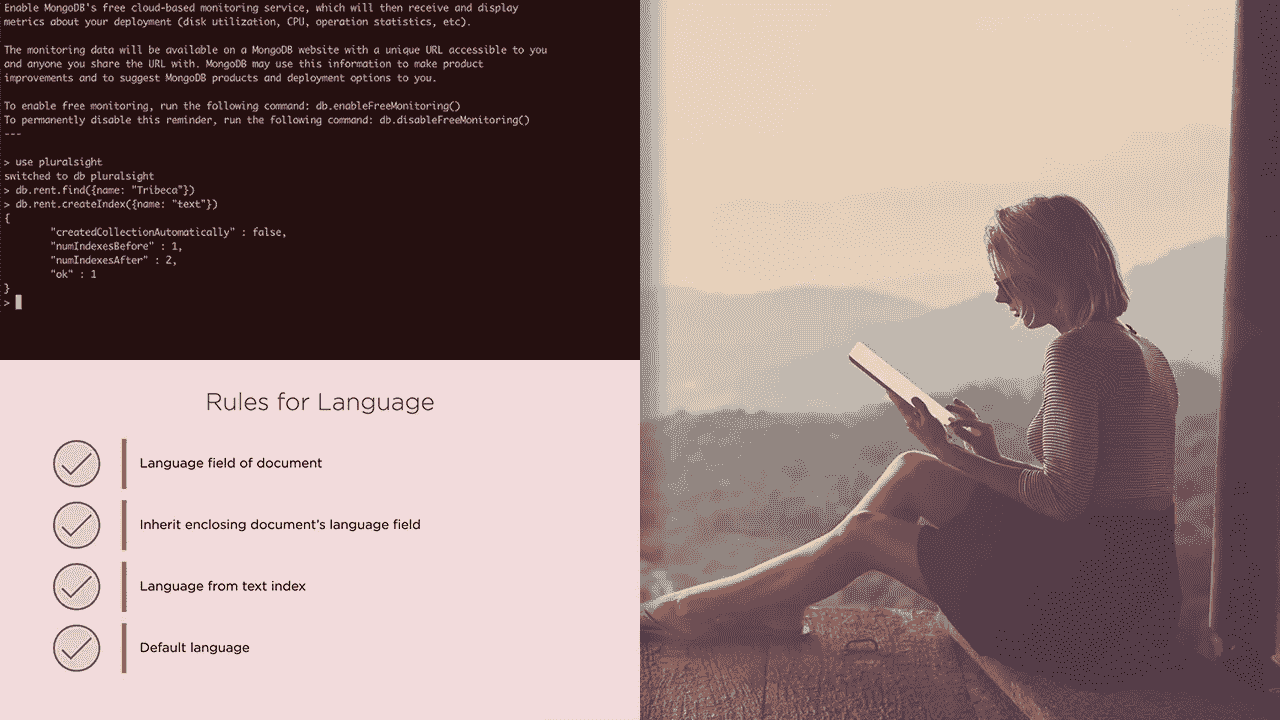 Enable MongoDB's free cloud-based monitoring service, which will then receive and display
metrics about your deployment (disk utilization, CPU, operation statistics, etc).
The monitoring data will be available on a MongoDB website with a unique URL accessible to you
and anyone you share the URL with. MongoDB may use this information to make product
improvements and to suggest MongoDB products and deployment options to you.
To enable free monitoring, run the following command: db.enableFreeMonitoring()
To permanently disable this reminder, run the following command: db.disableFreeMonitoring()
---
> use pluralsight
switched to db pluralsight
> db.rent.find({name: "Tribeca"})
> db.rent.createIndex({name: "text"})
{
"createdCollectionAutomatically" : false,
"numIndexesBefore" : 1,
"numIndexesAfter" : 2,
"ok" : 1
}
>
Rules for Language
Language field of document
Inherit enclosing document's language field
Language from text index
Default language